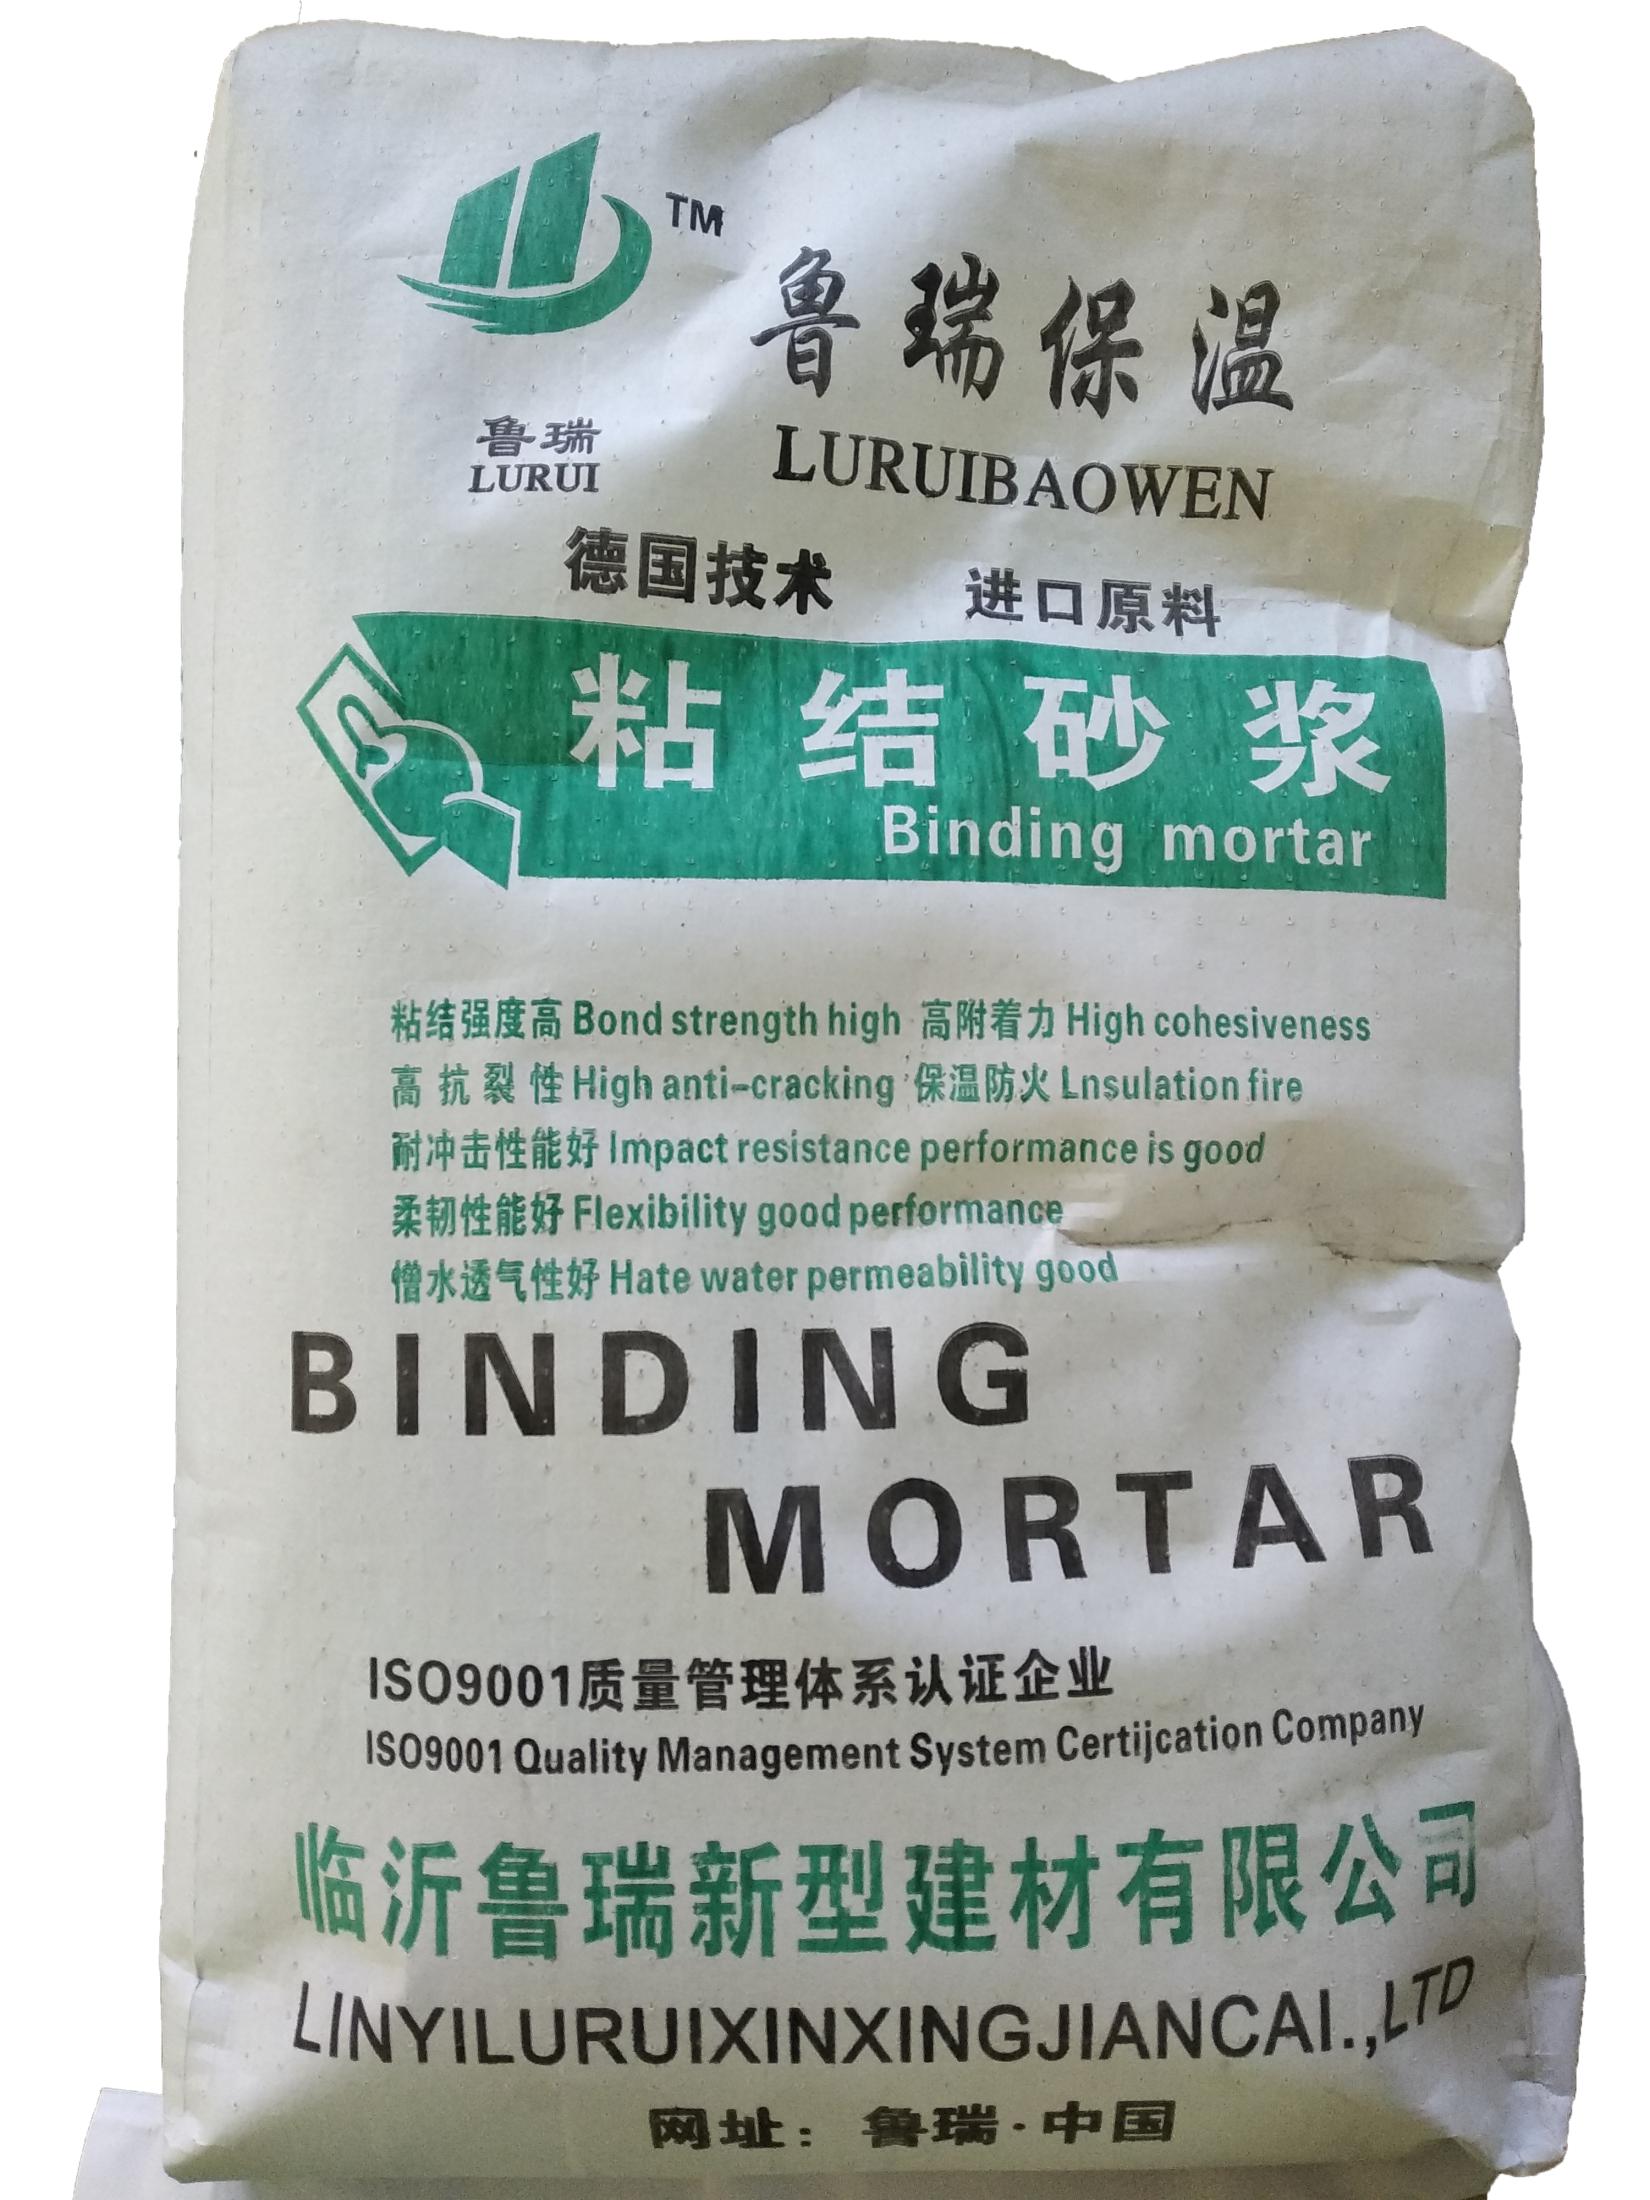 TM
鲁瑞保温
鲁瑞
LURUI
LURUIBAOWEN
德国技术 进口原料
粘结砂浆
Binding mortar
粘结强度高 Bond strength high 高附着力 High cohesiveness
高抗裂性 High anti-cracking 保温防火 Lnsulation fire
耐冲击性能好 Impact resistance performance is good
柔韧性能好 Flexibility good performance
憎水透气性好 Hate water permeability good
BINDING
MORTAR
ISO9001质量管理体系认证企业
ISO9001 Quality Management System Certijcation Company
临沂鲁瑞新型建材有限公司
LINYILURUIXINXINGJIANCAI.,LTD
网址：鲁瑞·中国